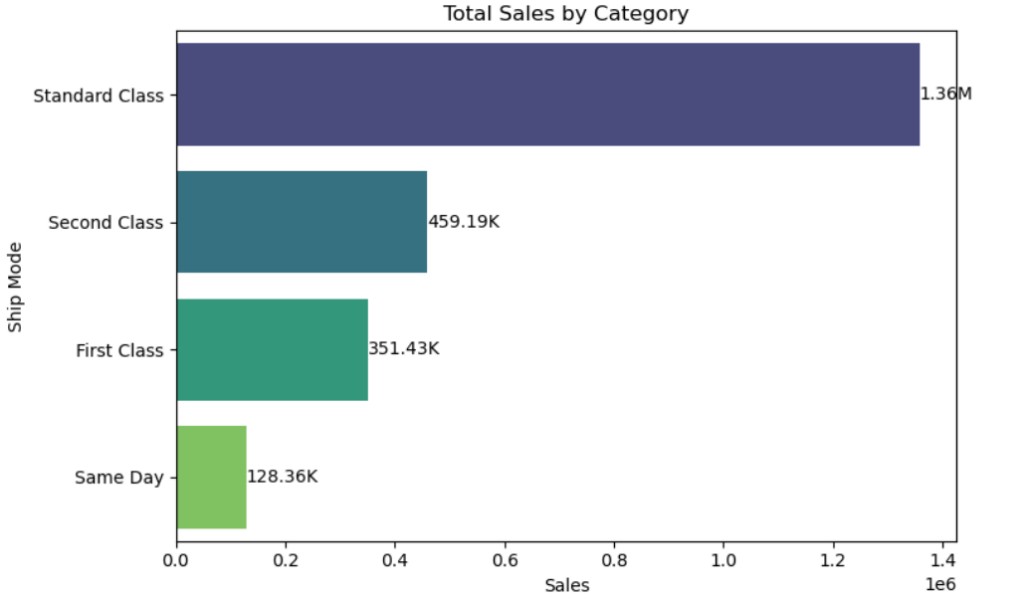 Total Sales by Category
Ship Mode
Standard Class
1.36M
Second Class
459.19K
First Class
351.43K
Same Day
128.36K
0.0 0.2 0.4 0.6 0.8 1.0 1.2 1.4
1e6
Sales